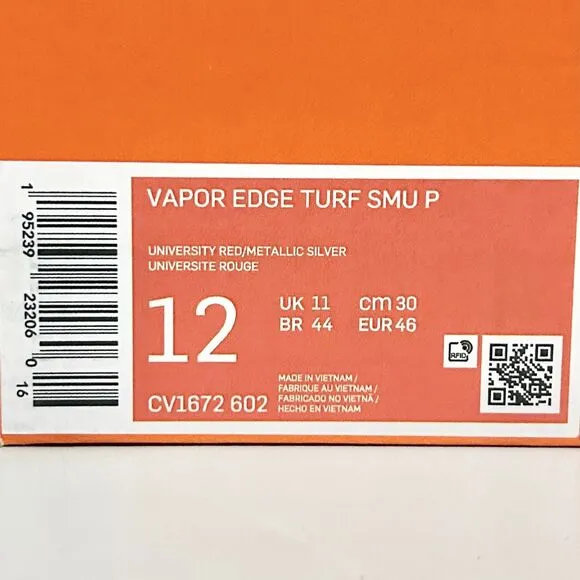 VAPOR EDGE TURF SMU P
UNIVERSITY RED/METALLIC SILVER
UNIVERSITE ROUGE
12
UK 11 cm 30
BR 44 EUR 46
RFID
MADE IN VIETNAM /
FABRIQUE AU VIETNAM /
FABRICADO NO VIETNÃ /
HECHO EN VIETNAM
CV1672 602
1 95239 23206 0
16